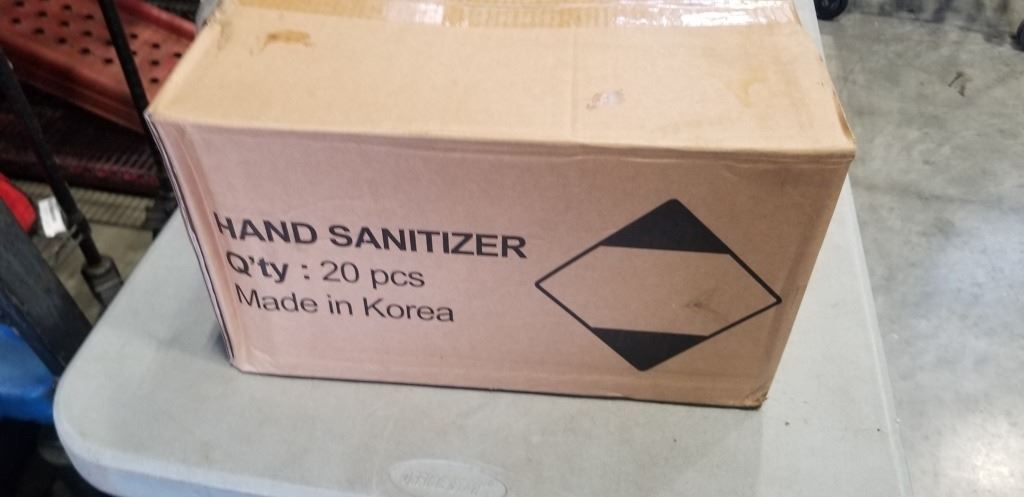 HAND SANITIZER
Q'ty : 20 pcs
Made in Korea